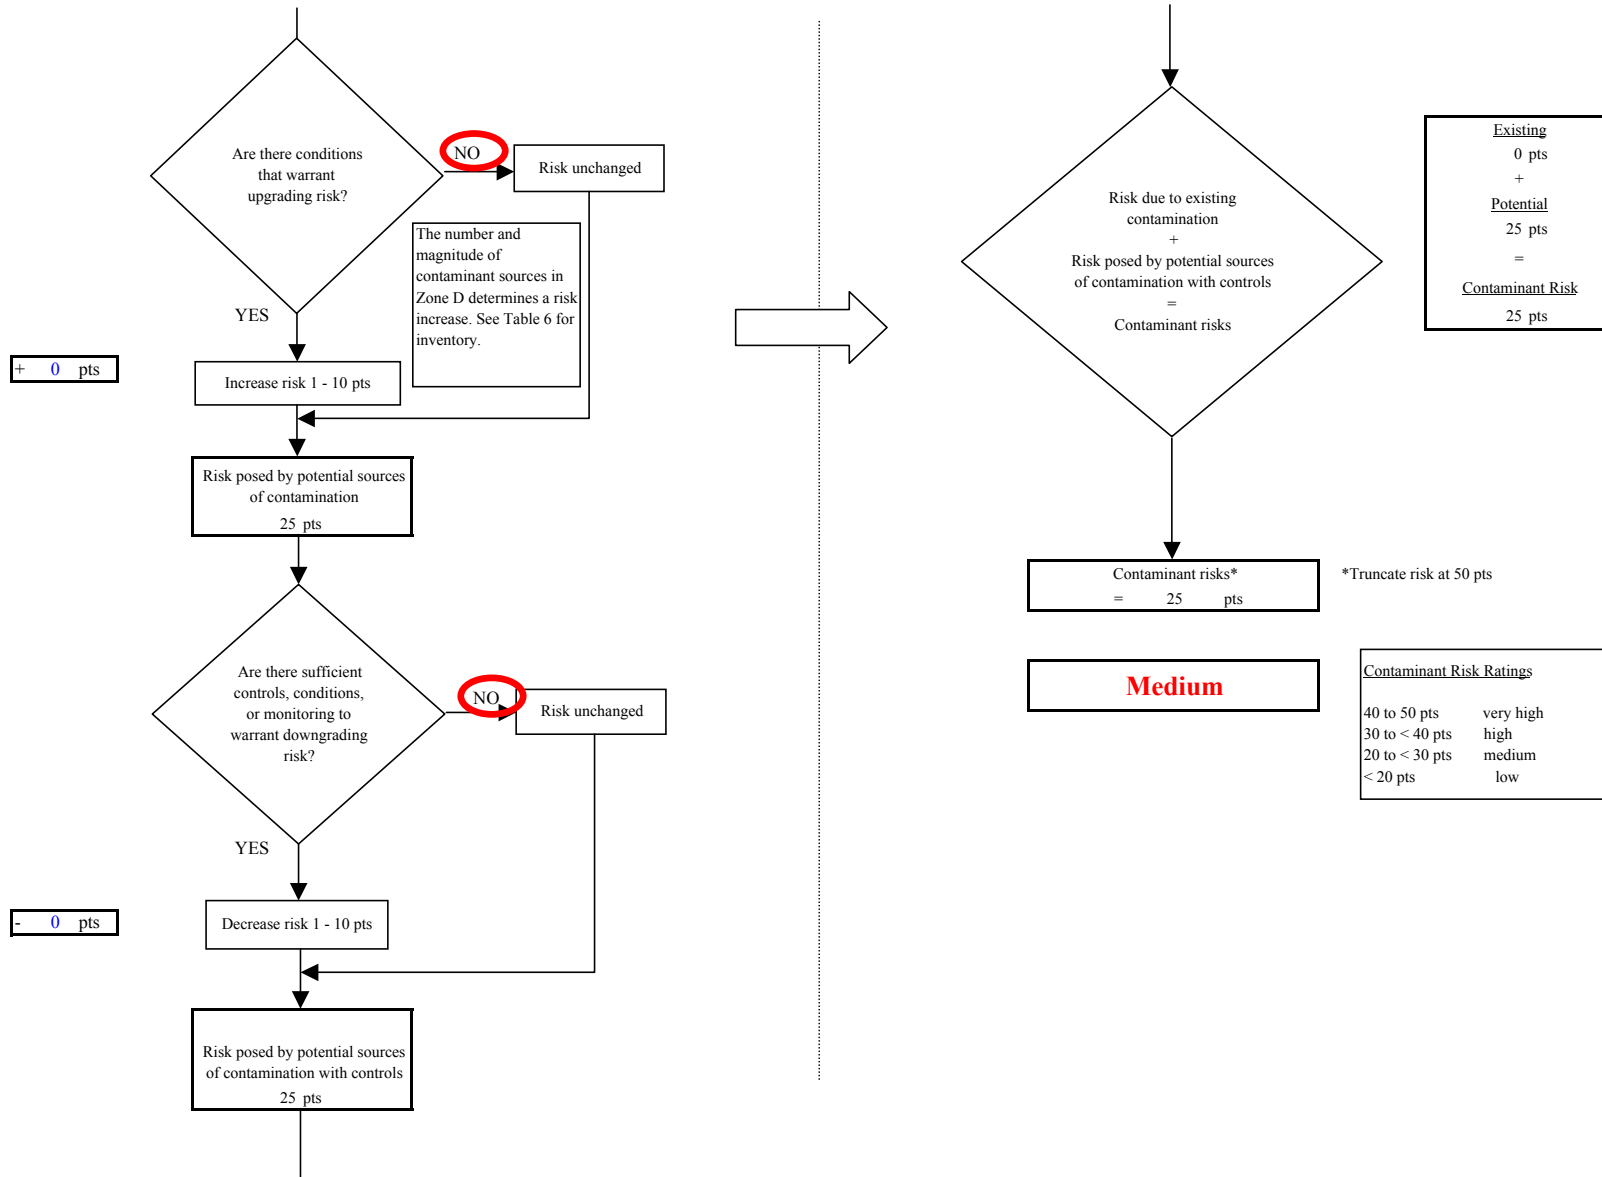 Are there conditions
that warrant
upgrading risk?
NO
Risk unchanged
The number and
magnitude of
contaminant sources in
Zone D determines a risk
increase. See Table 6 for
inventory.
YES
+ 0 pts
Increase risk 1 - 10 pts
Risk posed by potential sources
of contamination
25 pts
Are there sufficient
controls, conditions,
or monitoring to
warrant downgrading
risk?
NO
Risk unchanged
YES
- 0 pts
Decrease risk 1 - 10 pts
Risk posed by potential sources
of contamination with controls
25 pts
Risk due to existing
contamination
+
Risk posed by potential sources
of contamination with controls
=
Contaminant risks
Existing
0 pts
+
Potential
25 pts
=
Contaminant Risk
25 pts
Contaminant risks*
= 25 pts
*Truncate risk at 50 pts
Medium
Contaminant Risk Ratings
40 to 50 pts very high
30 to < 40 pts high
20 to < 30 pts medium
< 20 pts low